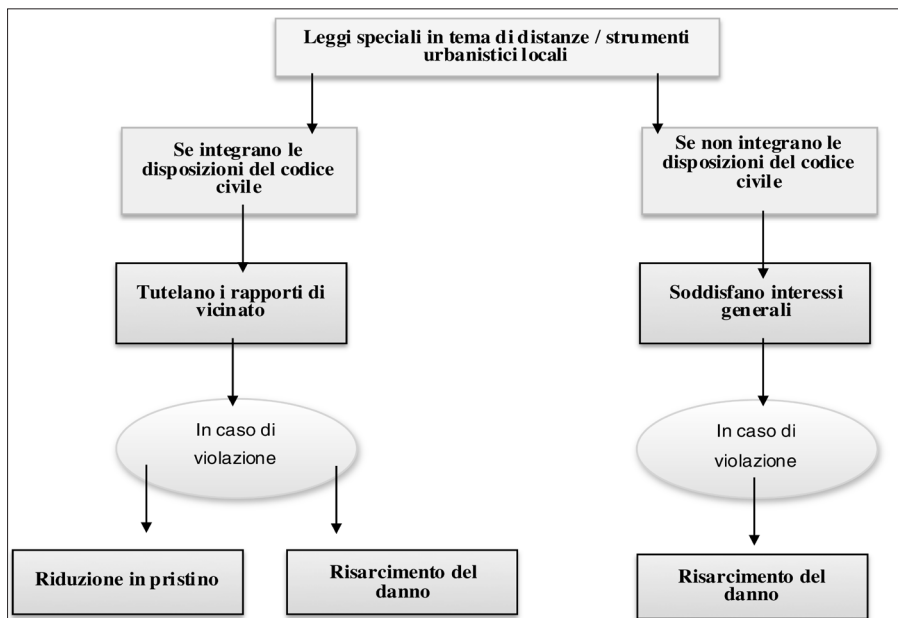 Leggi speciali in tema di distanze / strumenti
urbanistici locali
Se integrano le
disposizioni del codice
civile
Se non integrano le
disposizioni del codice
civile
Tutelano i rapporti di
vicinato
Soddisfano interessi
generali
In caso di
violazione
In caso di
violazione
Riduzione in pristino
Risarcimento del
danno
Risarcimento del
danno